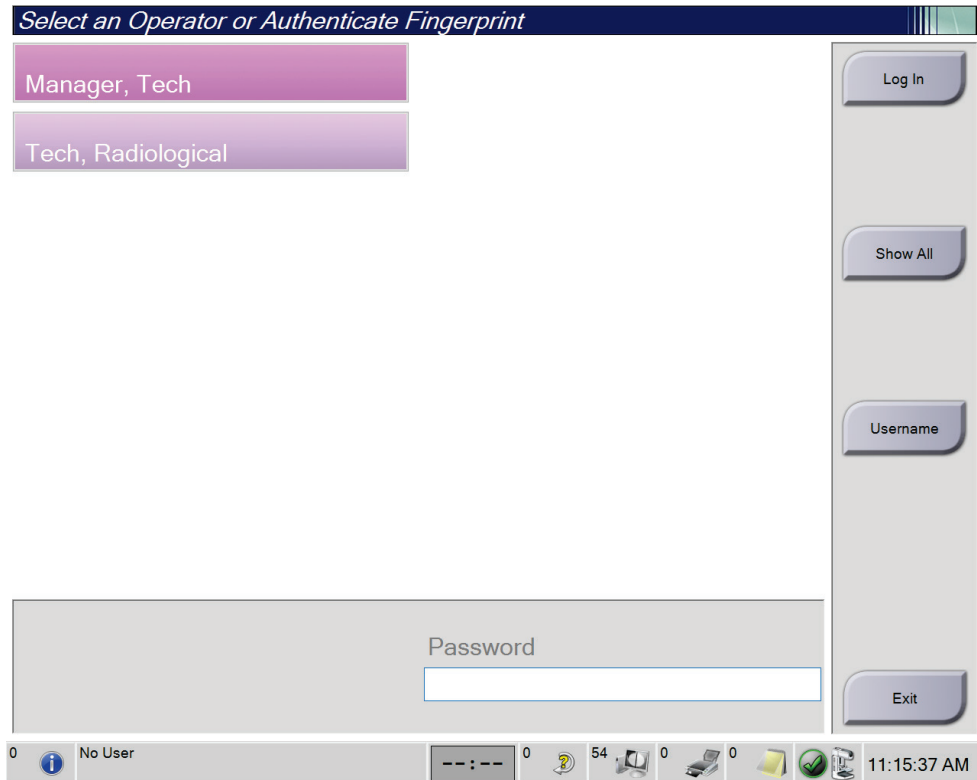 Select an Operator or Authenticate Fingerprint
Manager, Tech
Log In
Tech, Radiological
Show All
Username
Password
Exit
0 No User --:-- 0 54 0 0 11:15:37 AM